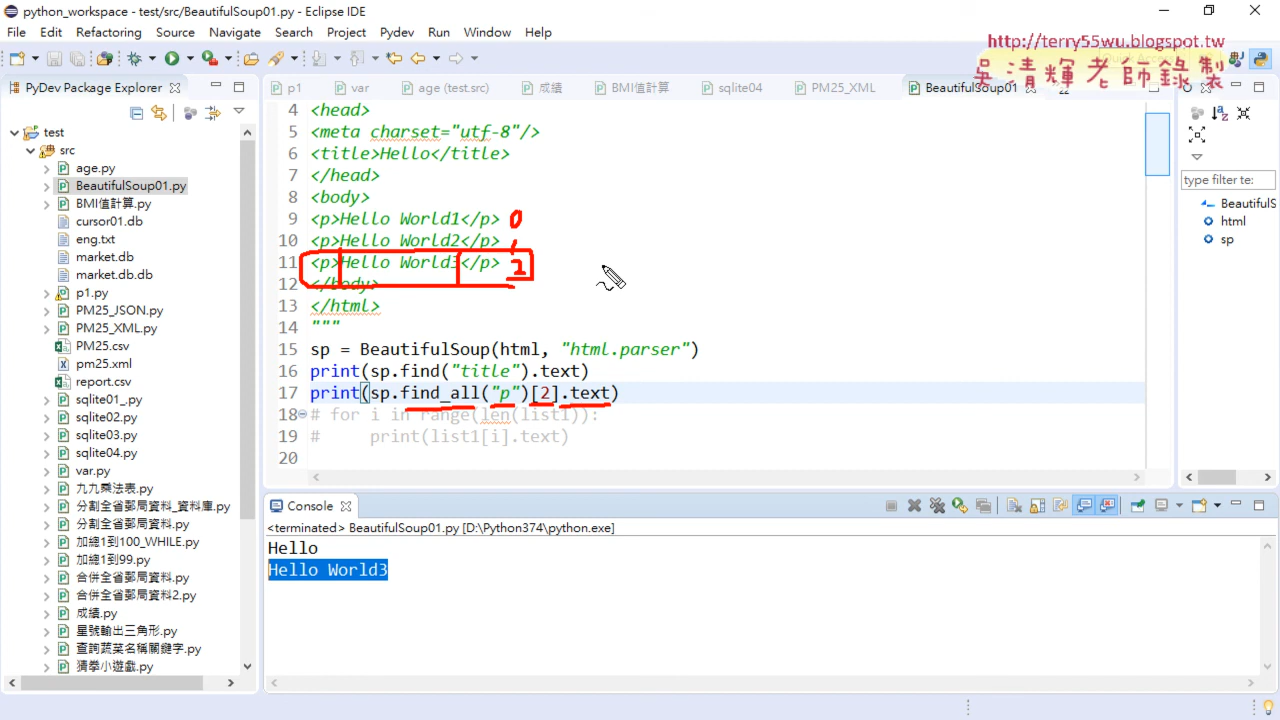 python_workspace - test/src/BeautifulSoup01.py - Eclipse IDE
File Edit Refactoring Source Navigate Search Project Pydev Run Window Help
http://terry55wu.blogspot.tw
吳清輝老師錄製
PyDev Package Explorer
p1 var age (test/src) 成績 BMI值計算 sqlite04 PM25_XML BeautifulSoup01
test
src
age.py
BeautifulSoup01.py
BMI值計算.py
cursor01.db
eng.txt
market.db
market.db.db
p1.py
PM25_JSON.py
PM25_XML.py
PM25.csv
pm25.xml
report.csv
sqlite01_.py
sqlite02.py
sqlite03.py
sqlite04.py
var.py
九九乘法表.py
分割全省郵局資料_資料庫.py
分割全省郵局資料.py
加總1到100_WHILE.py
加總1到99.py
合併全省郵局資料.py
合併全省郵局資料2.py
成績.py
星號輸出三角形.py
查詢蔬菜名稱關鍵字.py
猜拳小遊戲.py
4 <head>
5 <meta charset="utf-8"/>
6 <title>Hello</title>
7 </head>
8 <body>
9 <p>Hello World1</p> 0
10 <p>Hello World2</p>
11 <p>Hello World3</p> 2
12 </body>
13 </html>
14 """
15 sp = BeautifulSoup(html, "html.parser")
16 print(sp.find("title").text)
17 print(sp.find_all("p")[2].text)
18 # for i in range(len(list1)):
19 # print(list1[i].text)
20
type filter te:
BeautifulS
html
sp
Console
<terminated> BeautifulSoup01.py [D:\Python374\python.exe]
Hello
Hello World3